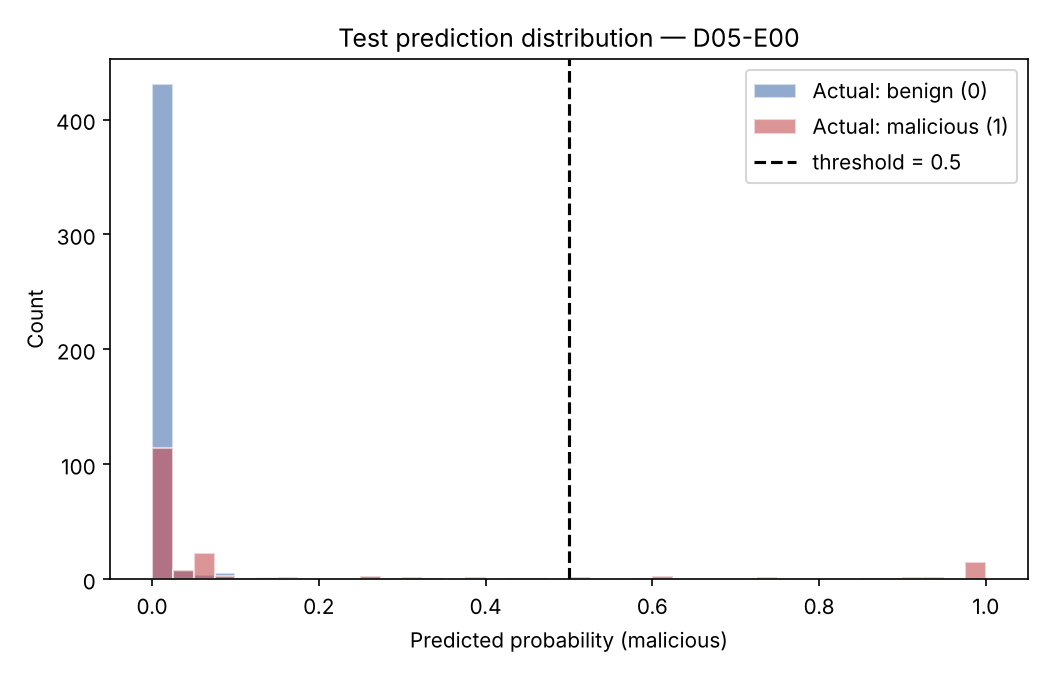 Test prediction distribution — D05-E00
Actual: benign (0)
Actual: malicious (1)
threshold = 0.5
Count
400
300
200
100
0
0.0
0.2
0.4
0.6
0.8
1.0
Predicted probability (malicious)